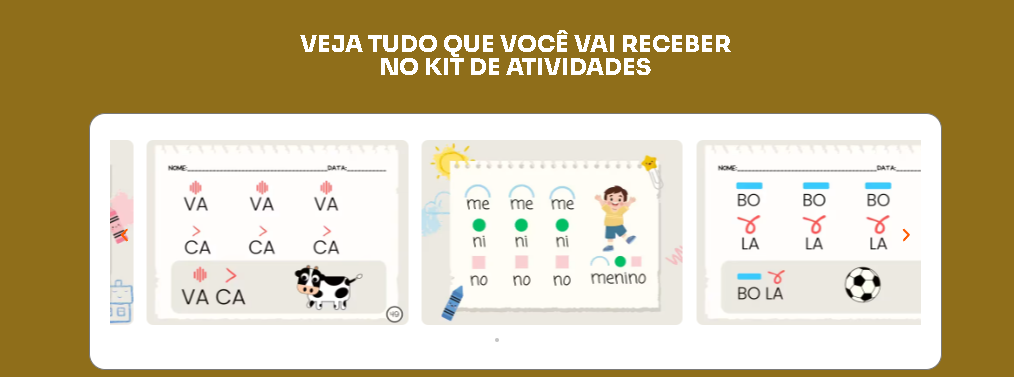 VEJA TUDO QUE VOCÊ VAI RECEBER
NO KIT DE ATIVIDADES
NOME: DATA:
VA VA VA
CA CA CA
VA CA
49
me me me
ni ni ni
no no no
menino
NOME: DATA:
BO BO BO
LA LA LA
BO LA